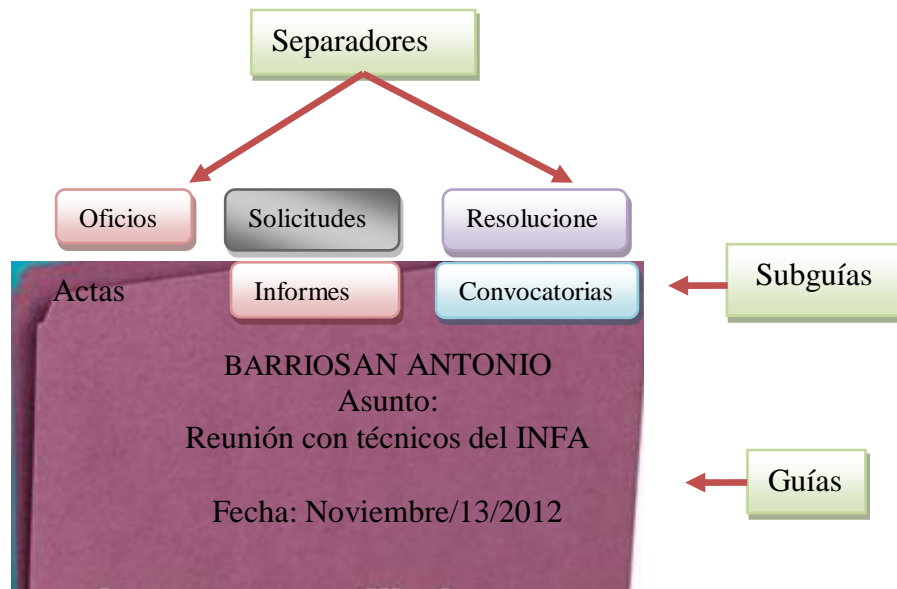 Separadores
Oficios
Solicitudes
Resolucione
Subguías
Actas
Informes
Convocatorias
BARRIOSAN ANTONIO
Asunto:
Reunión con técnicos del INFA
Guías
Fecha: Noviembre/13/2012